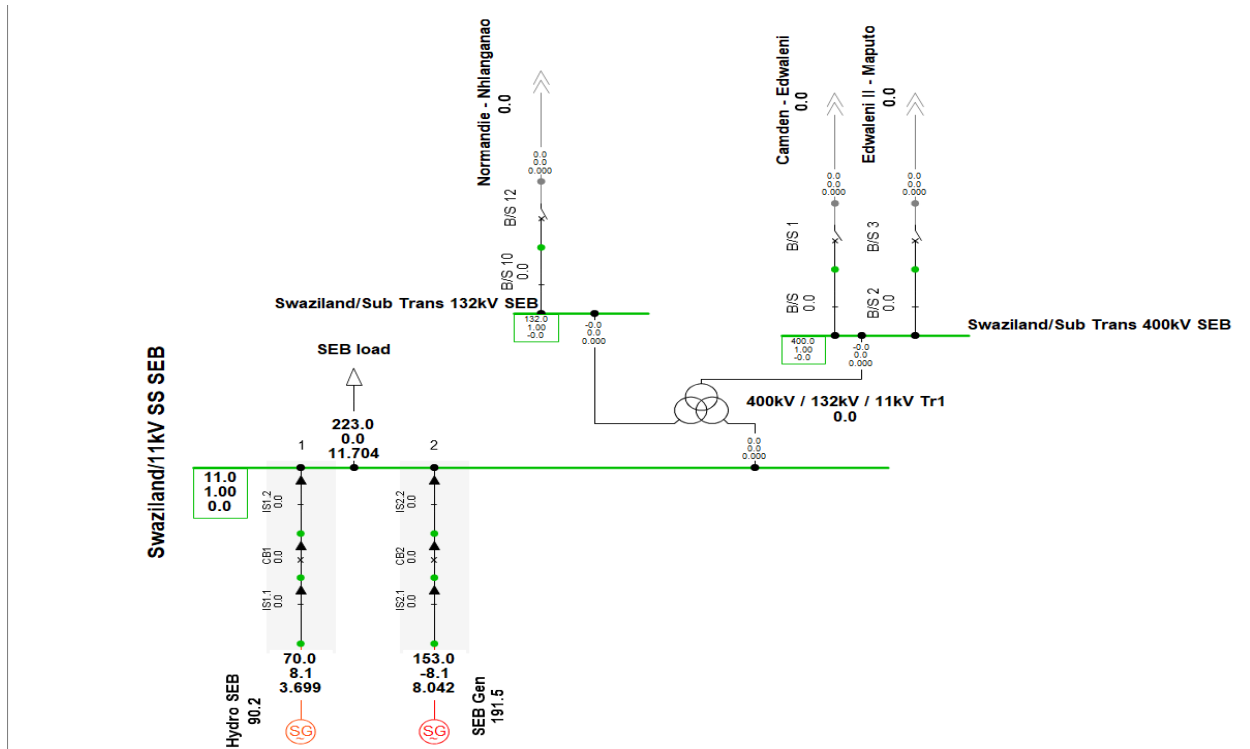 Normandie - Nhlanganao
0.0
Camden - Edwaleni
0.0
Edwaleni II - Maputo
0.0
0.0
0.0
0.000
0.0
0.0
0.000
0.0
0.0
0.000
B/S 12
B/S 1
B/S 3
B/S 10
0.0
B/S
0.0
B/S 2
0.0
Swaziland/Sub Trans 132kV SEB
132.0
1.00
-0.0
-0.0
0.0
0.000
Swaziland/Sub Trans 400kV SEB
400.0
1.00
-0.0
-0.0
0.0
0.000
SEB load
400kV / 132kV / 11kV Tr1
0.0
223.0
0.0
11.704
1
2
0.0
0.0
0.000
Swaziland/11kV SS SEB
11.0
1.00
0.0
IS1.2
0.0
IS2.2
0.0
CB1
0.0
CB2
0.0
IS1.1
0.0
IS2.1
0.0
70.0
8.1
3.699
153.0
-8.1
8.042
Hydro SEB
90.2
SEB Gen
191.5
SG
SG